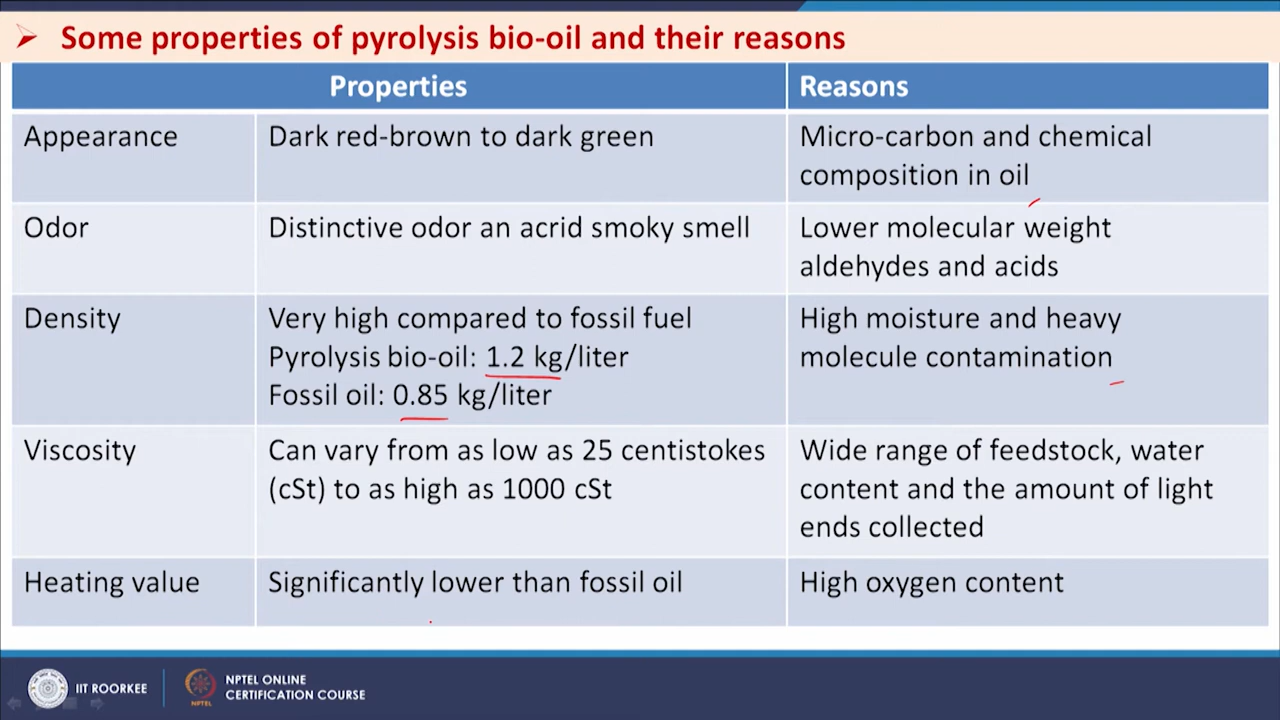 Some properties of pyrolysis bio-oil and their reasons
Properties
Reasons
Appearance
Dark red-brown to dark green
Micro-carbon and chemical
composition in oil
Odor
Distinctive odor an acrid smoky smell
Lower molecular weight
aldehydes and acids
Density
Very high compared to fossil fuel
Pyrolysis bio-oil: 1.2 kg/liter
Fossil oil: 0.85 kg/liter
High moisture and heavy
molecule contamination
Viscosity
Can vary from as low as 25 centistokes
(cSt) to as high as 1000 cSt
Wide range of feedstock, water
content and the amount of light
ends collected
Heating value
Significantly lower than fossil oil
High oxygen content
IIT ROORKEE
NPTEL
NPTEL ONLINE
CERTIFICATION COURSE